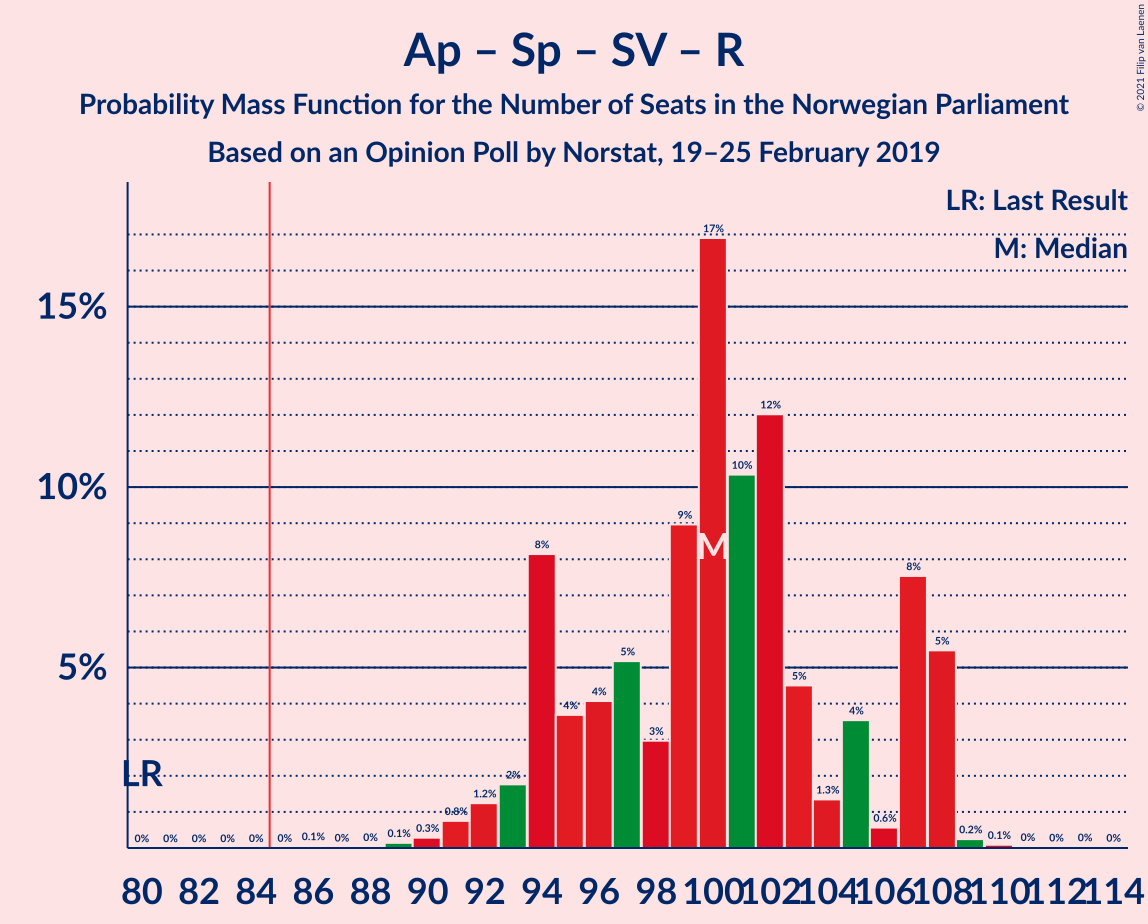 Ap – Sp – SV – R
Probability Mass Function for the Number of Seats in the Norwegian Parliament
Based on an Opinion Poll by Norstat, 19–25 February 2019
© 2021 Filip van Laenen
LR: Last Result
M: Median
15%
10%
5%
LR
M
0% 0% 0% 0% 0% 0% 0.1% 0% 0% 0.1% 0.3% 0.8% 1.2% 2% 8% 4% 4% 5% 3% 9% 17% 10% 12% 5% 1.3% 4% 0.6% 8% 5% 0.2% 0.1% 0% 0% 0% 0%
80 82 84 86 88 90 92 94 96 98 100 102 104 106 108 110 112 114